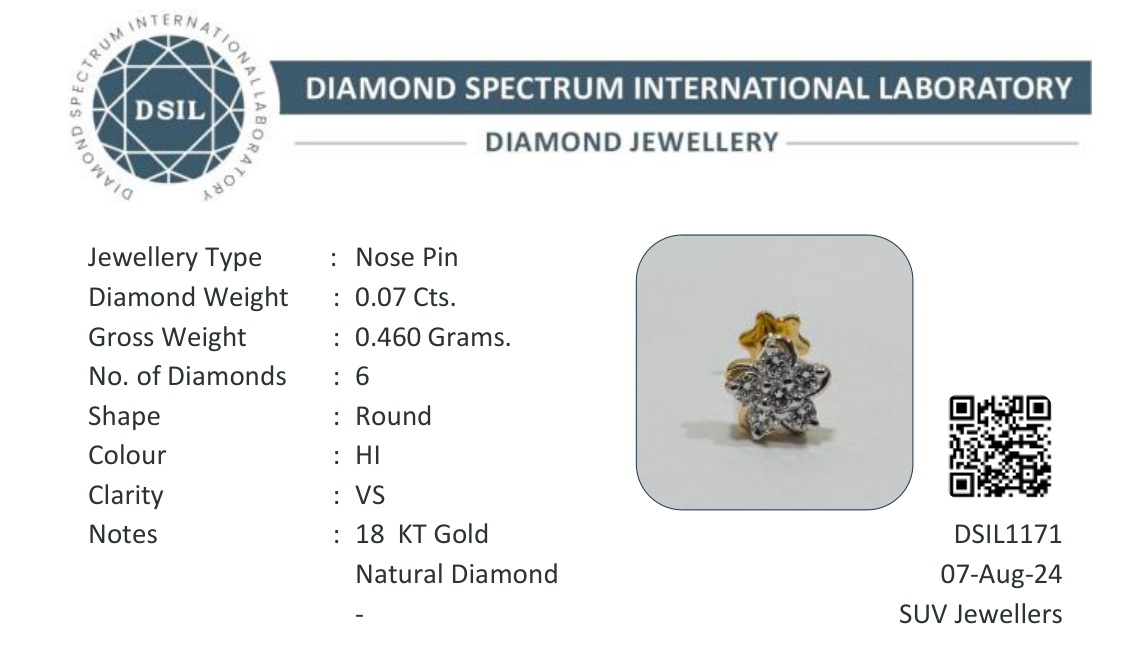 DIAMOND SPECTRUM INTERNATIONAL LABORATORY
DSIL
DIAMOND SPECTRUM INTERNATIONAL LABORATORY
DIAMOND JEWELLERY
Jewellery Type : Nose Pin
Diamond Weight : 0.07 Cts.
Gross Weight : 0.460 Grams.
No. of Diamonds : 6
Shape : Round
Colour : HI
Clarity : VS
Notes : 18 KT Gold
Natural Diamond
-
DSIL1171
07-Aug-24
SUV Jewellers